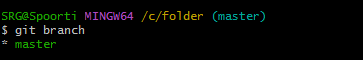 SRG@Spoorti MINGW64 /c/folder (master)
$ git branch
* master